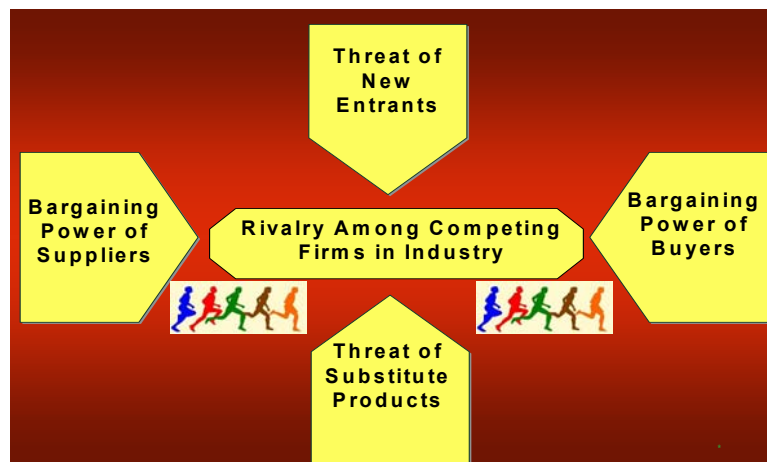 Threat of
New
Entrants
Bargaining
Power of
Suppliers
Rivalry Among Competing
Firms in Industry
Bargaining
Power of
Buyers
Threat of
Substitute
Products